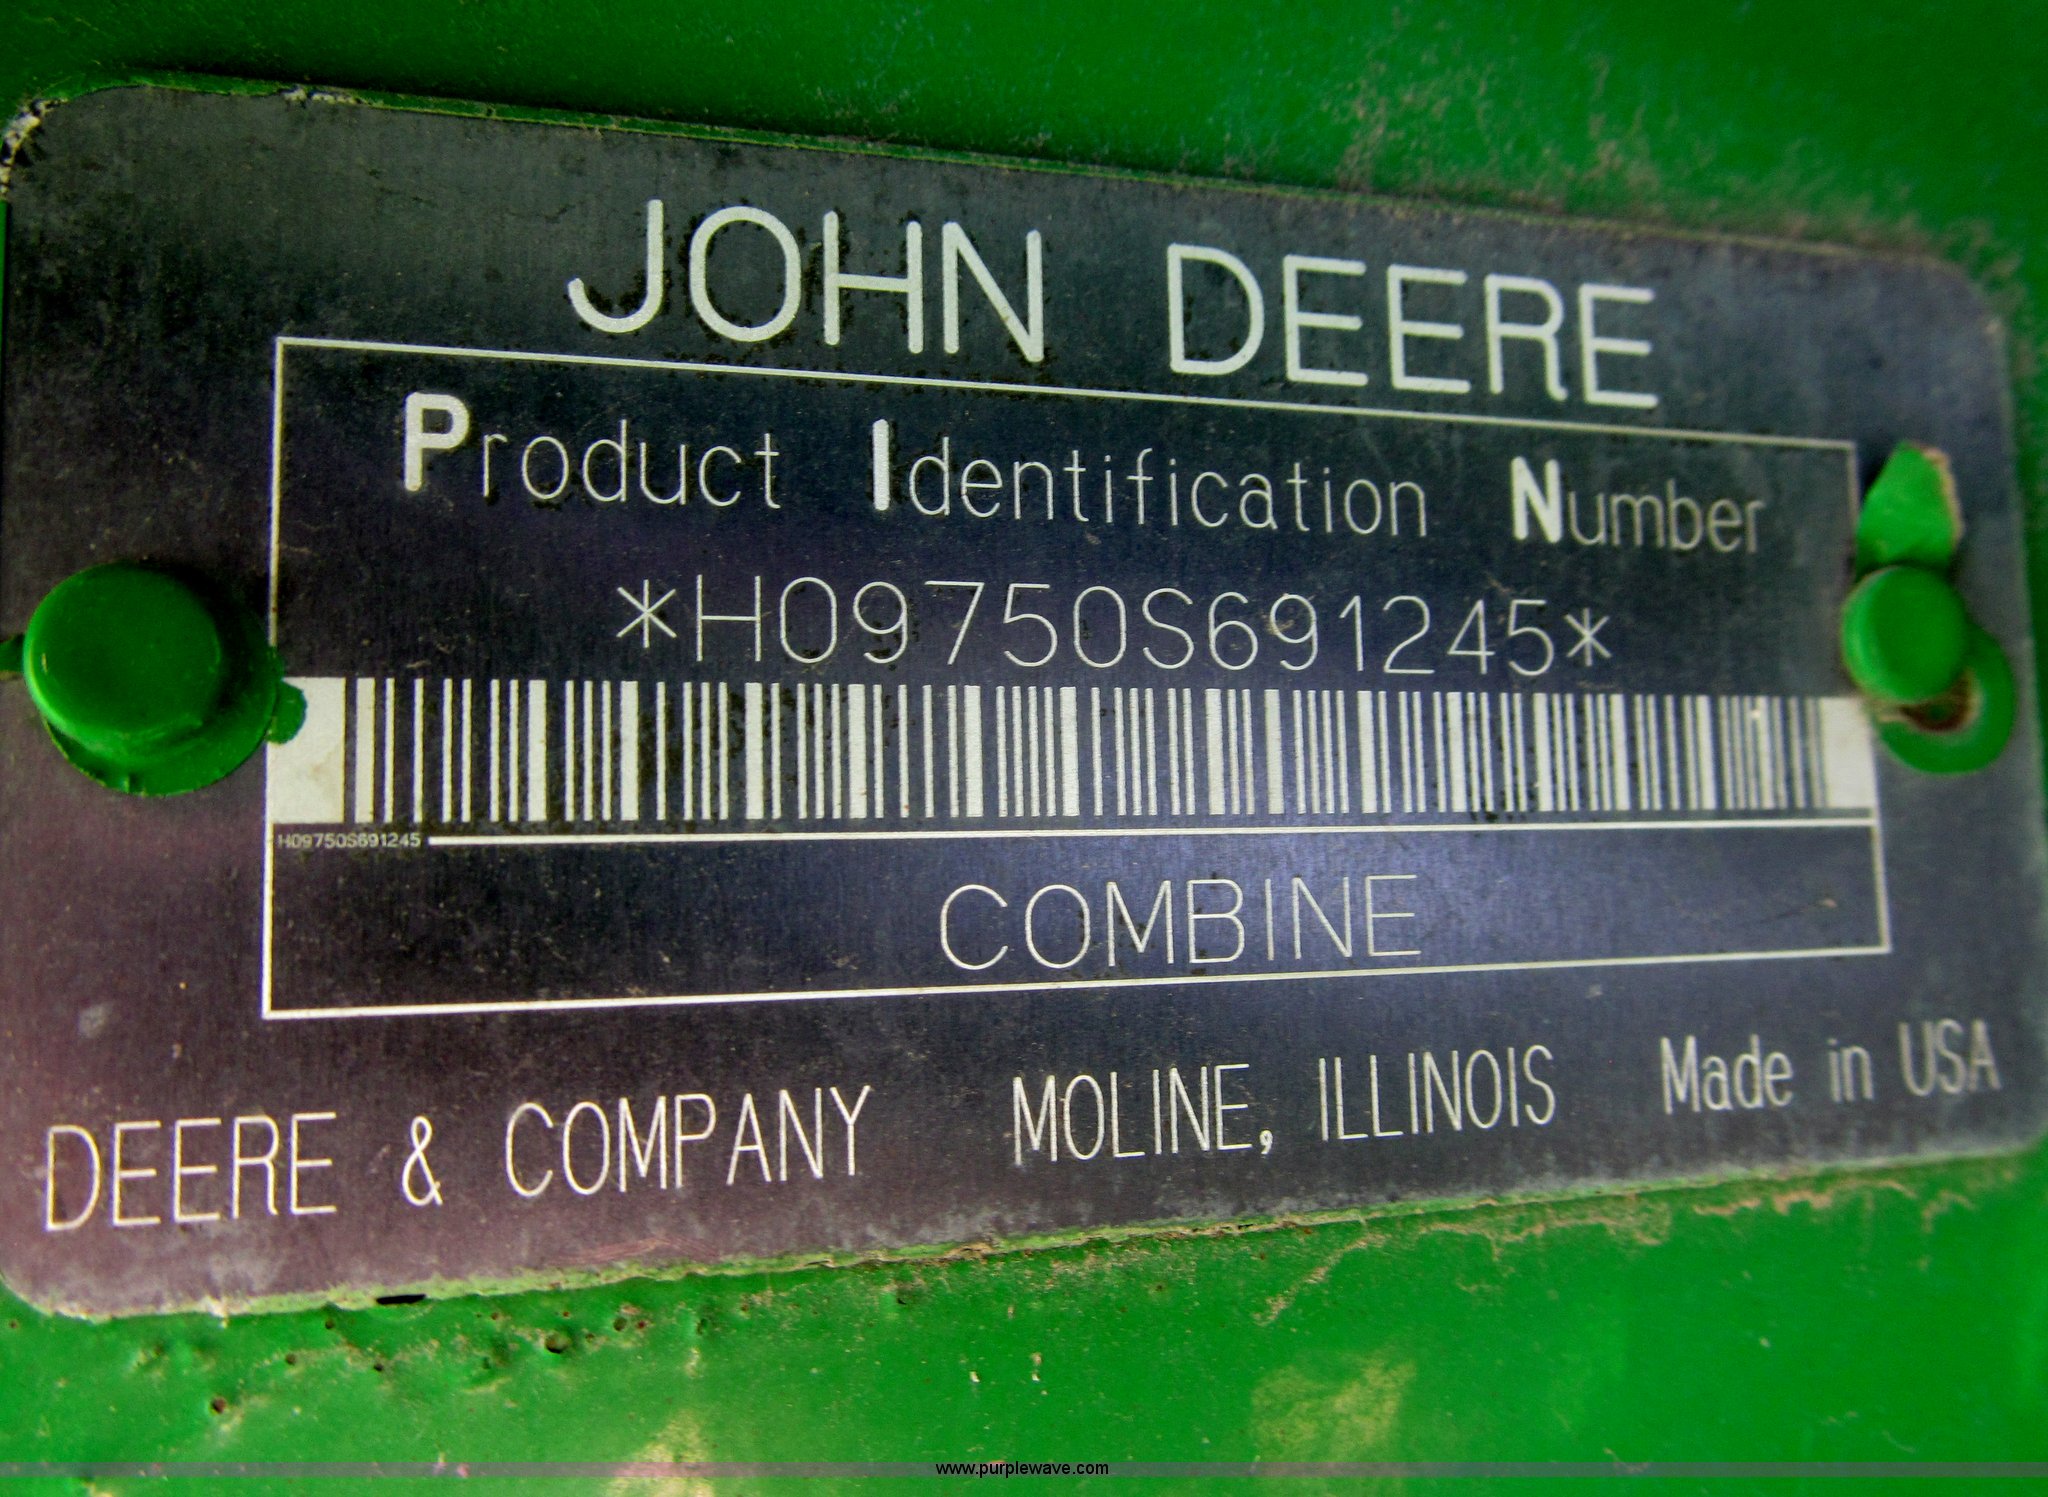 JOHN DEERE
Product Identification Number
*H09750S691245*
H09750S691245
COMBINE
DEERE & COMPANY MOLINE, ILLINOIS Made in USA
www.purplewave.com